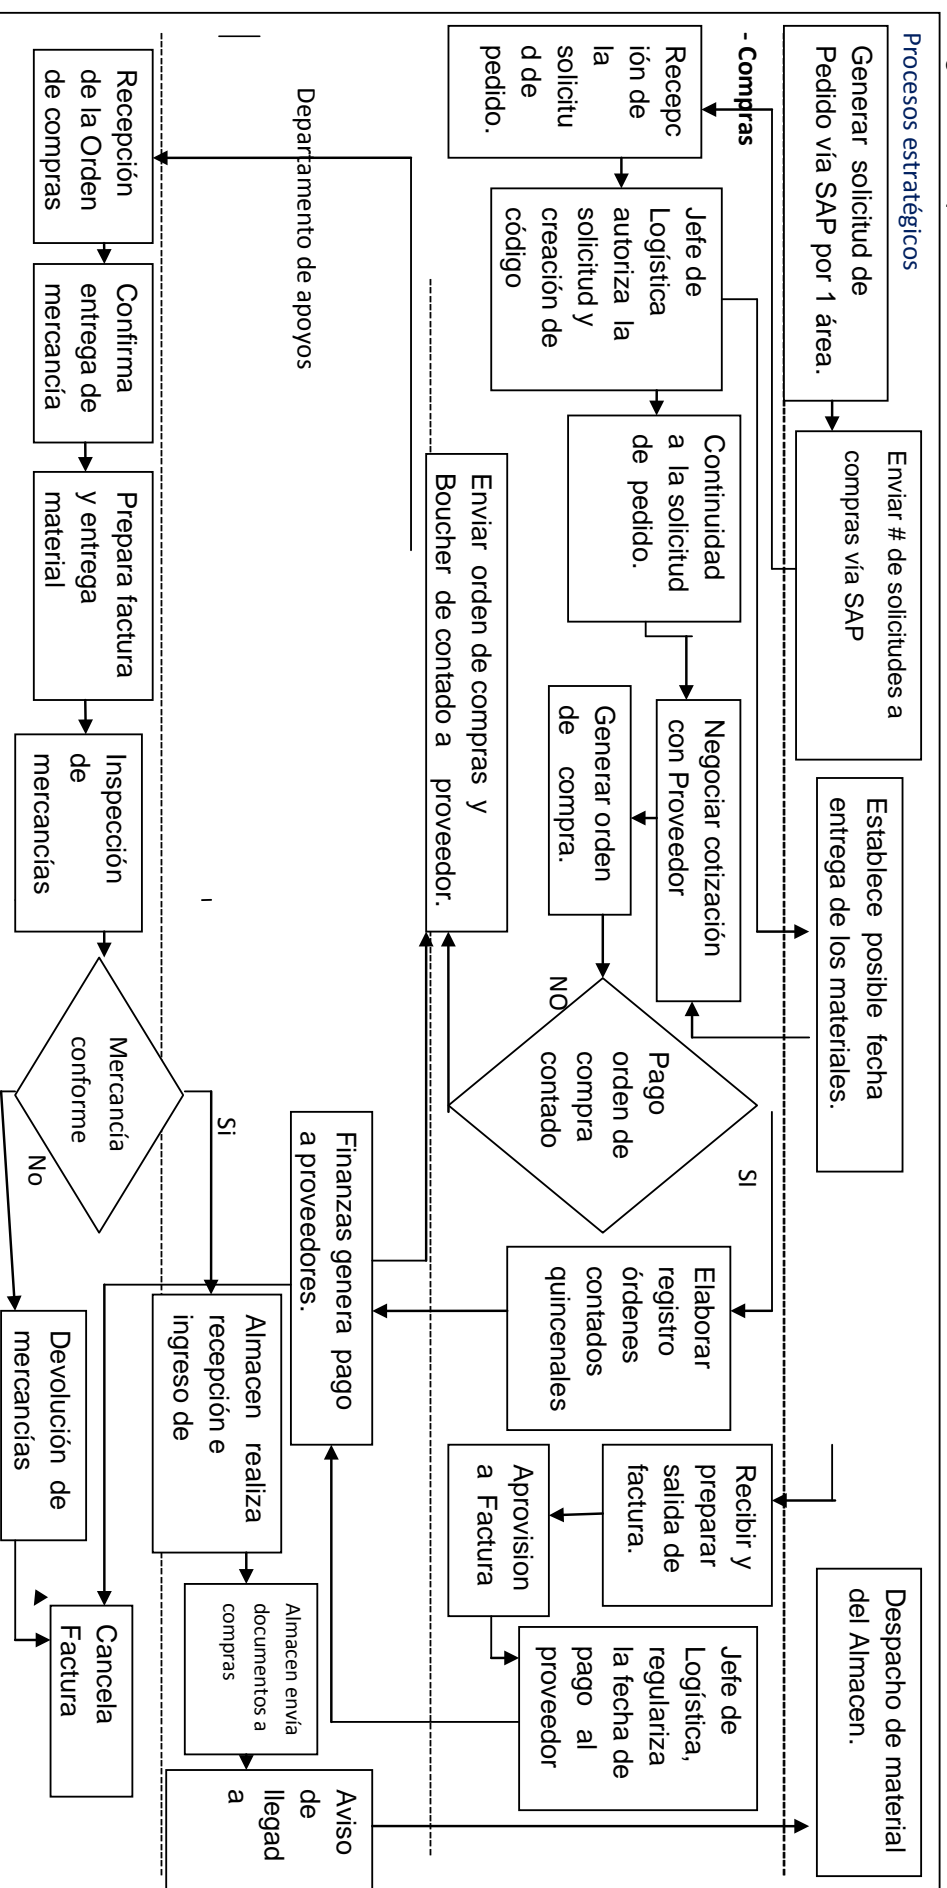 Procesos estratégicos
Generar solicitud de
Pedido vía SAP por 1 área.
Enviar # de solicitudes a
compras vía SAP
Establece posible fecha
entrega de los materiales.
Despacho de material
del Almacen.
- Compras
Recepc
ión de
la
solicitu
d de
pedido.
Jefe de
Logística
autoriza la
solicitud y
creación de
código
Continuidad
a la solicitud
de pedido.
Negociar cotización
con Proveedor
Generar orden
de compra.
NO
Pago
orden de
compra
contado
SI
Elaborar
registro
órdenes
contados
quincenales
Recibir y
preparar
salida de
factura.
Aprovision
a Factura
Jefe de
Logística,
regulariza
la fecha de
pago al
proveedor
Enviar orden de compras y
Boucher de contado a proveedor.
Departamento de apoyos
Finanzas genera pago
a proveedores.
Almacen realiza
recepción e
ingreso de
Almacen envía
documentos a
compras
Aviso
de
llegad
a
Recepción
de la Orden
de compras
Confirma
entrega de
mercancía
Prepara factura
y entrega
material
Inspección
de
mercancías
Mercancía
conforme
Si
No
Devolución de
mercancías
Cancela
Factura